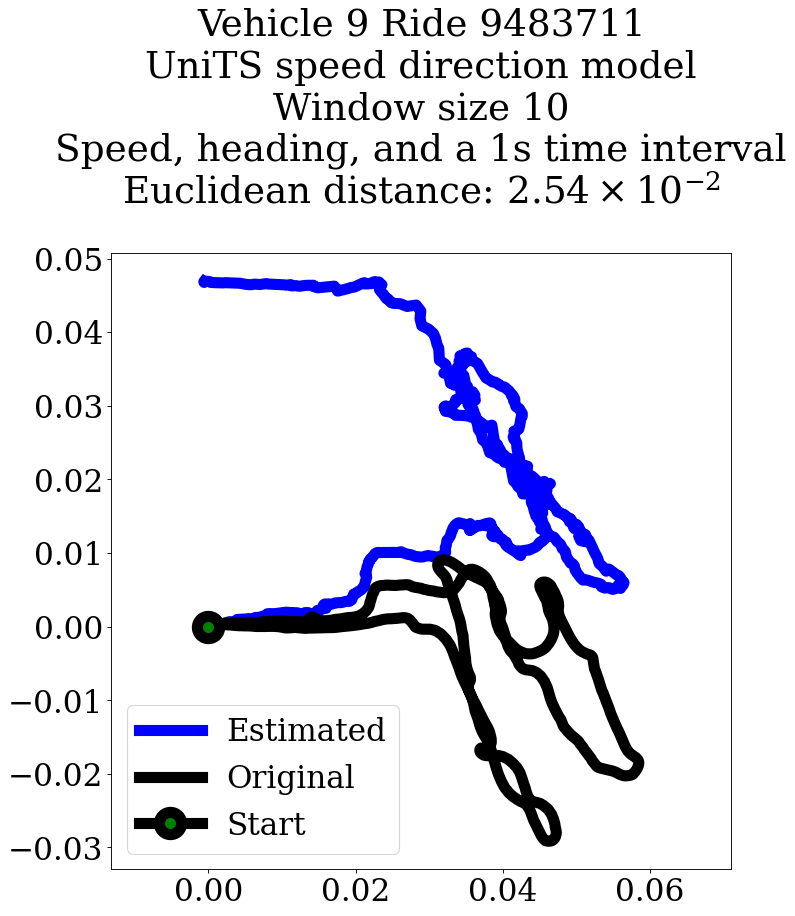 Vehicle 9 Ride 9483711
UniTS speed direction model
Window size 10
Speed, heading, and a 1s time interval
Euclidean distance: 2.54 × 10⁻²
0.05
0.04
0.03
0.02
0.01
0.00
−0.01
−0.02
−0.03
Estimated
Original
Start
0.00 0.02 0.04 0.06